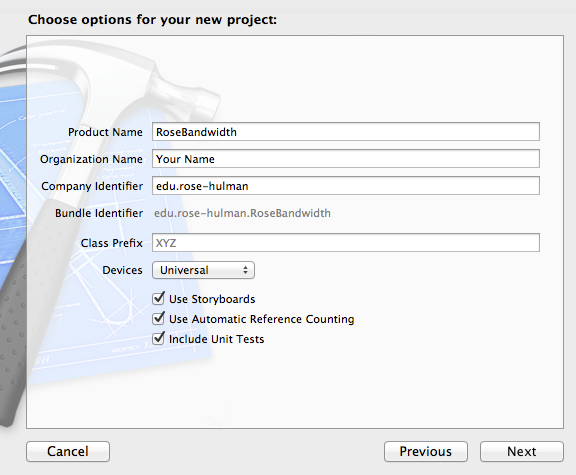 Choose options for your new project:
Product Name RoseBandwidth
Organization Name Your Name
Company Identifier edu.rose-hulman
Bundle Identifier edu.rose-hulman.RoseBandwidth
Class Prefix XYZ
Devices Universal
Use Storyboards
Use Automatic Reference Counting
Include Unit Tests
Cancel Previous Next